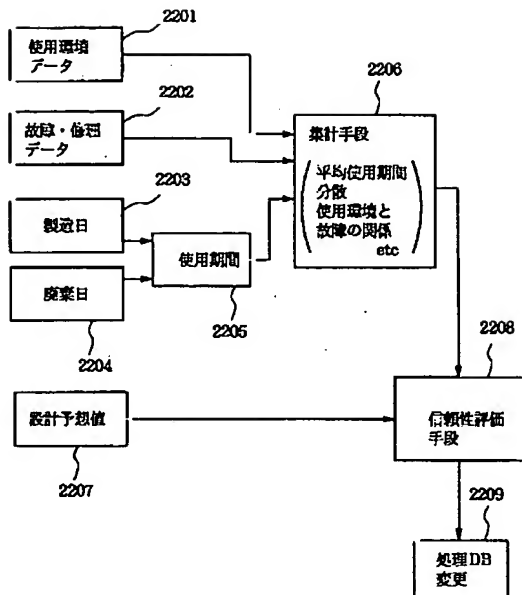 2201
使用環境
データ
2202
故障・修理
データ
2203
製造日
廃棄日
2204
使用期間
2205
2206
集計手段
平均使用期間
分散
使用環境と
故障の関係
etc
設計予想値
2207
2208
信頼性評価
手段
2209
処理DB
変更